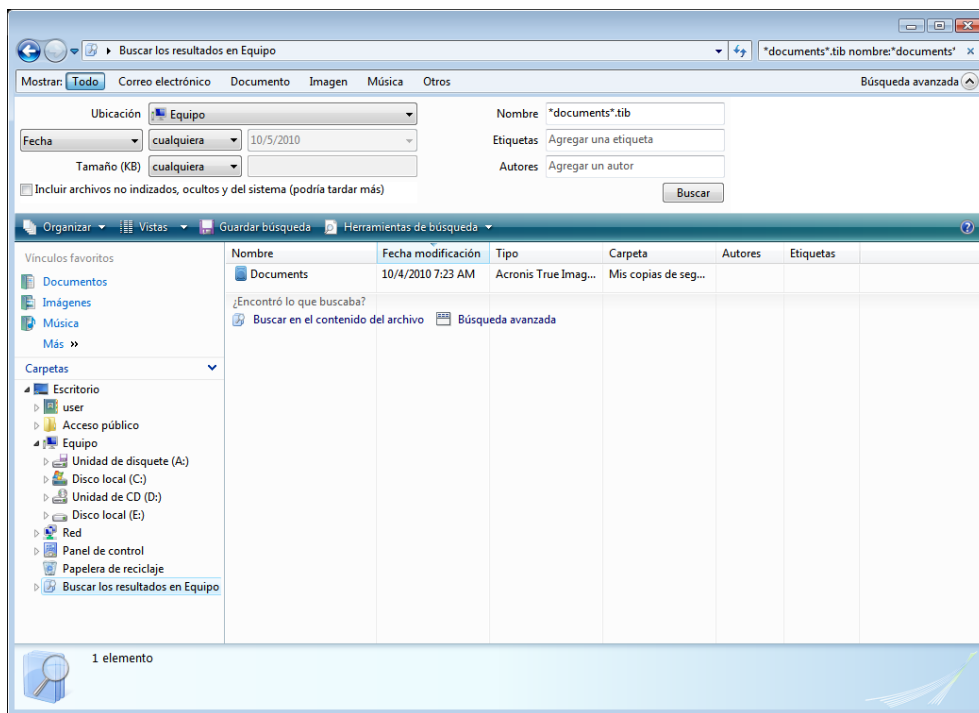 Buscar los resultados en Equipo
*documents*.tib nombre:*documents*
Mostrar: Todo Correo electrónico Documento Imagen Música Otros Búsqueda avanzada
Ubicación Equipo Nombre *documents*.tib
Fecha cualquiera 10/5/2010 Etiquetas Agregar una etiqueta
Tamaño (KB) cualquiera Autores Agregar un autor
Incluir archivos no indizados, ocultos y del sistema (podría tardar más)
Buscar
Organizar Vistas Guardar búsqueda Herramientas de búsqueda
Vínculos favoritos
Documentos
Imágenes
Música
Más »
Carpetas
Escritorio
user
Acceso público
Equipo
Unidad de disquete (A:)
Disco local (C:)
Unidad de CD (D:)
Disco local (E:)
Red
Panel de control
Papelera de reciclaje
Buscar los resultados en Equipo
Nombre Fecha modificación Tipo Carpeta Autores Etiquetas
Documents 10/4/2010 7:23 AM Acronis True Imag... Mis copias de seg...
¿Encontró lo que buscaba?
Buscar en el contenido del archivo Búsqueda avanzada
1 elemento